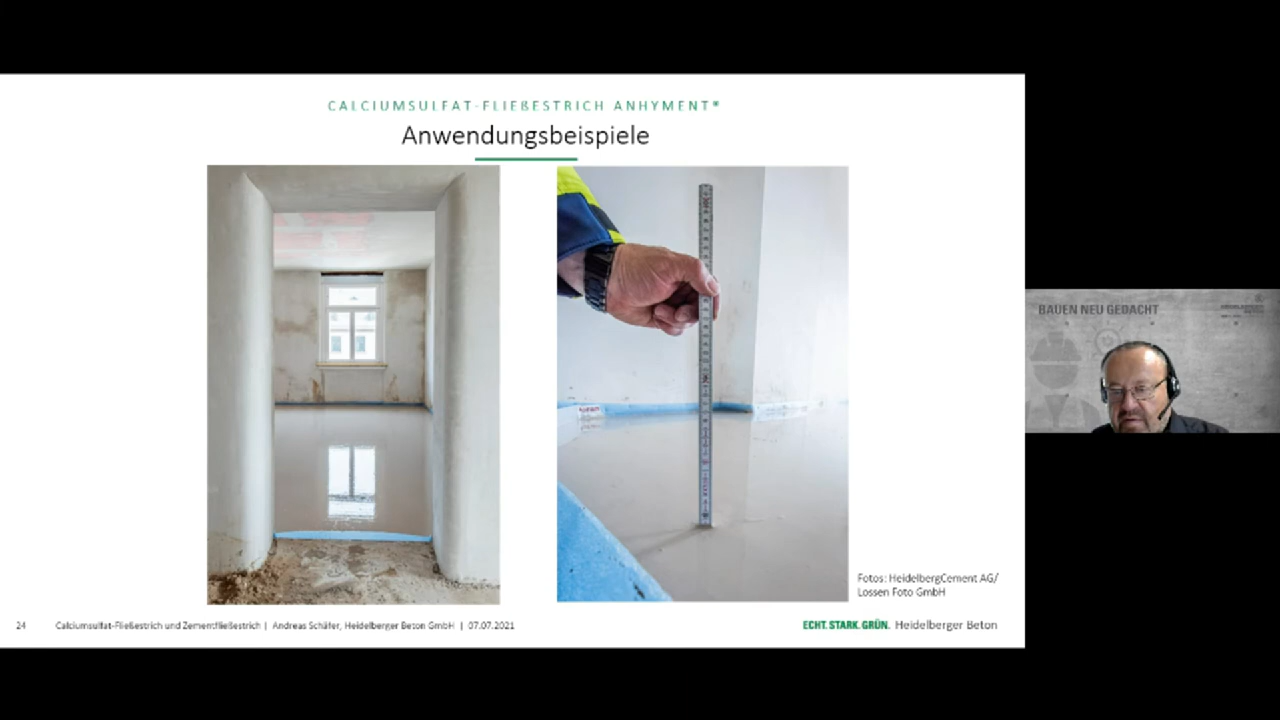 CALCIUMSULFAT-FLIEßESTRICH ANHYMENT®
Anwendungsbeispiele
Fotos: HeidelbergCement AG/
Lossen Foto GmbH
24 Calciumsulfat-Fließestrich und Zementfließestrich | Andreas Schäfer, Heidelberger Beton GmbH | 07.07.2021
ECHT. STARK. GRÜN. Heidelberger Beton
BAUEN NEU GEDACHT